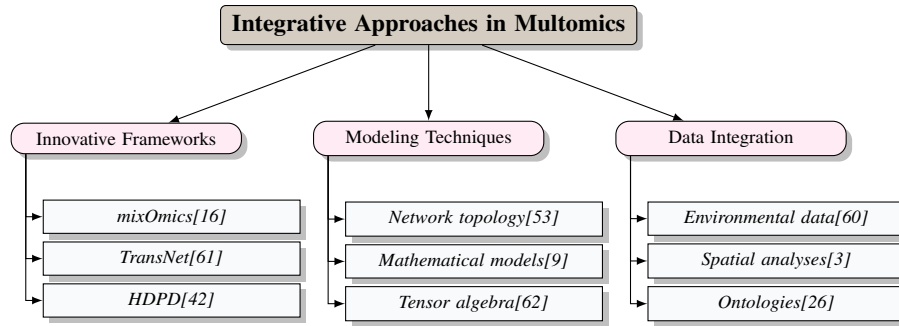 Integrative Approaches in Multomics
Innovative Frameworks
Modeling Techniques
Data Integration
mixOmics[16]
TransNet[61]
HDPD[42]
Network topology[53]
Mathematical models[9]
Tensor algebra[62]
Environmental data[60]
Spatial analyses[3]
Ontologies[26]